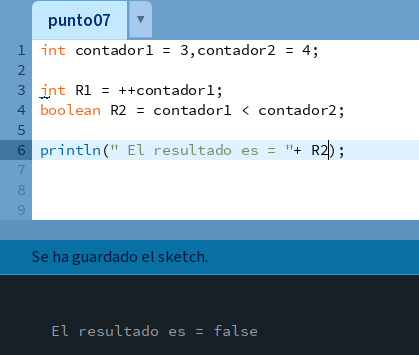 punto07 ▼
1 int contador1 = 3,contador2 = 4;
2
3 int R1 = ++contador1;
4 boolean R2 = contador1 < contador2;
5
6 println(" El resultado es = "+ R2);
7
8
9
Se ha guardado el sketch.
El resultado es = false